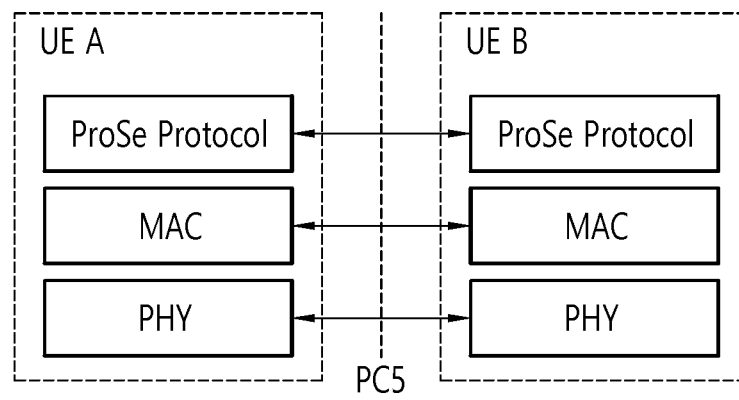 UE A
UE B
ProSe Protocol
ProSe Protocol
MAC
MAC
PHY
PHY
PC5